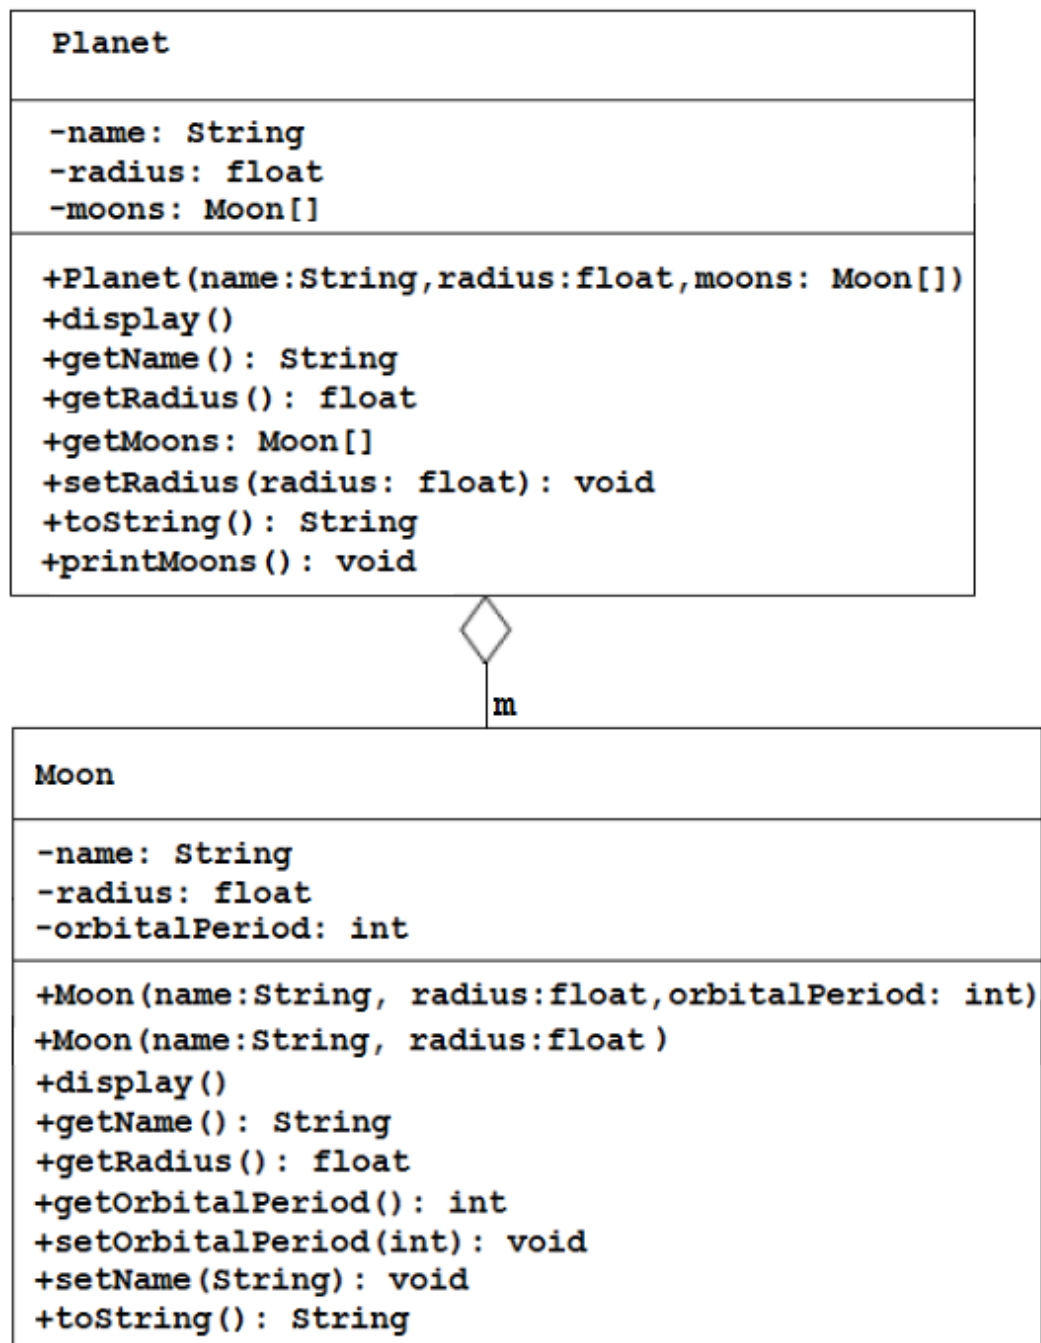 Planet
-name: String
-radius: float
-moons: Moon[]
+Planet(name:String,radius:float,moons: Moon[])
+display()
+getName(): String
+getRadius(): float
+getMoons: Moon[]
+setRadius(radius: float): void
+toString(): String
+printMoons(): void
m
Moon
-name: String
-radius: float
-orbitalPeriod: int
+Moon(name:String, radius:float,orbitalPeriod: int)
+Moon(name:String, radius:float)
+display()
+getName(): String
+getRadius(): float
+getOrbitalPeriod(): int
+setOrbitalPeriod(int): void
+setName(String): void
+toString(): String